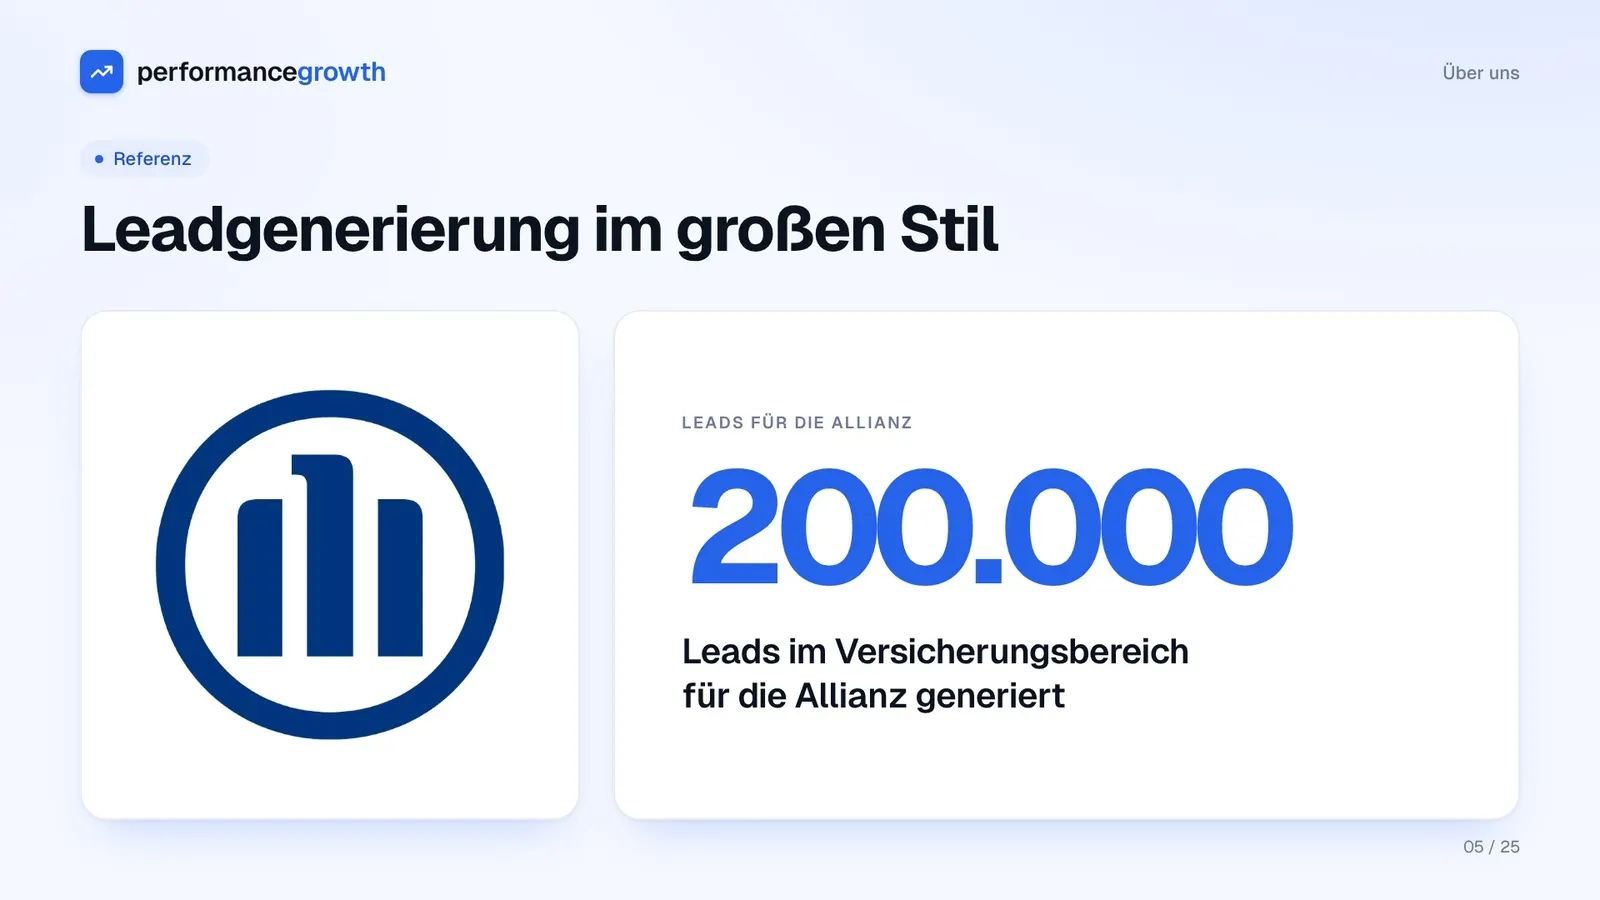 performancegrowth
Über uns
Referenz
Leadgenerierung im großen Stil
LEADS FÜR DIE ALLIANZ
200.000
Leads im Versicherungsbereich
für die Allianz generiert
05 / 25